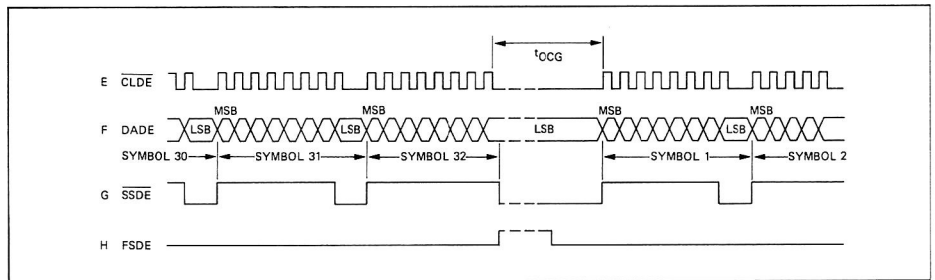 tOCG
E CLDE
MSB MSB MSB MSB
F DADE LSB LSB LSB LSB
SYMBOL 30 SYMBOL 31 SYMBOL 32 SYMBOL 1 SYMBOL 2
G SSDE
H FSDE